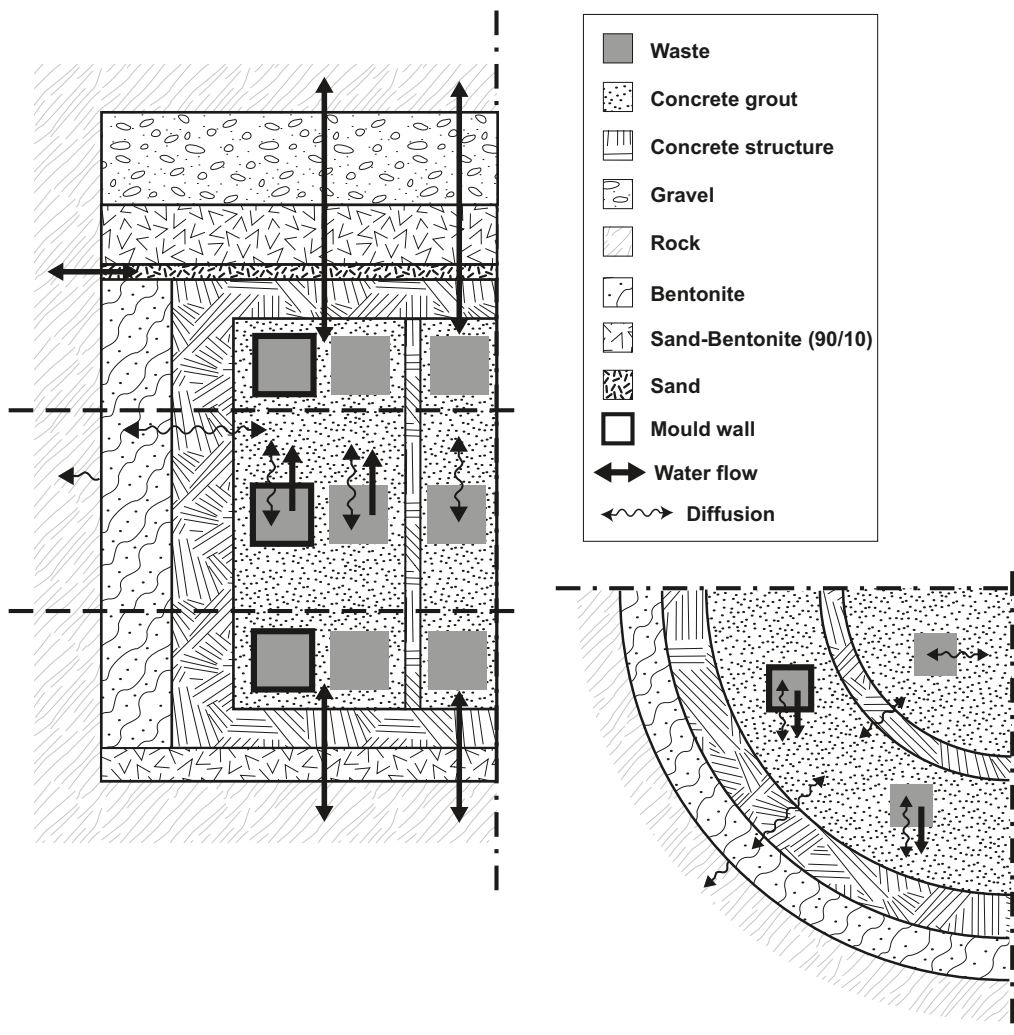 Waste
Concrete grout
Concrete structure
Gravel
Rock
Bentonite
Sand-Bentonite (90/10)
Sand
Mould wall
Water flow
Diffusion